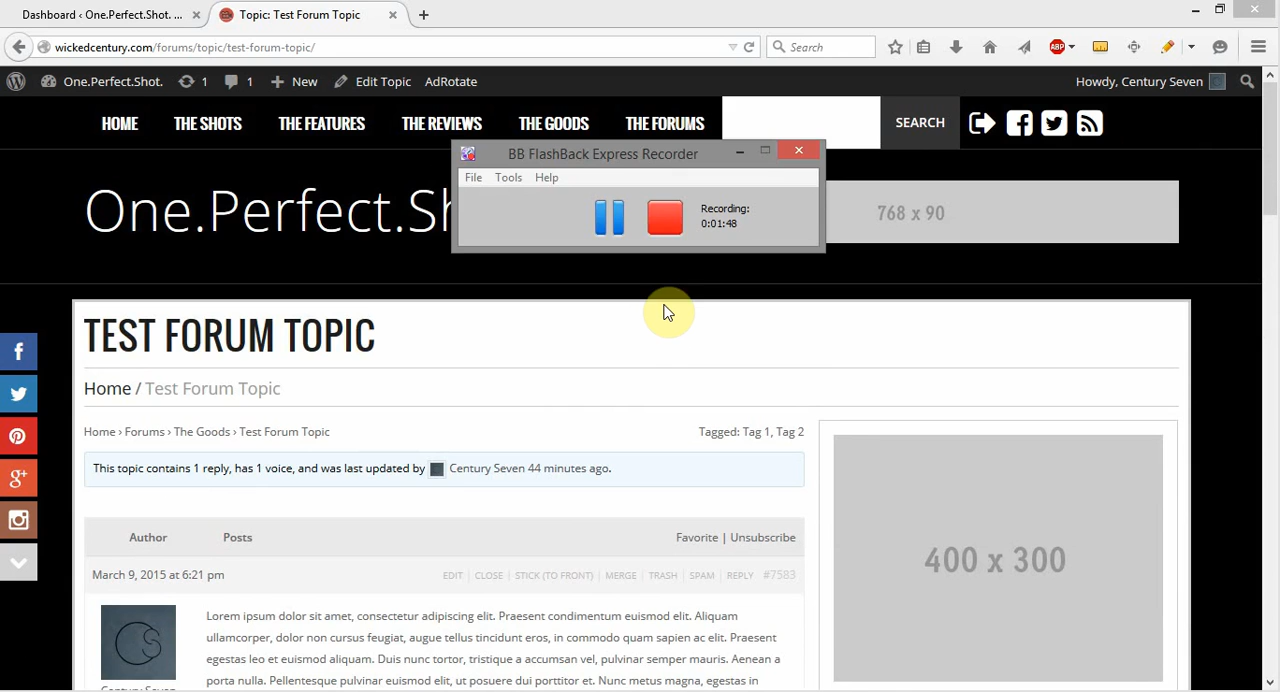 Dashboard ‹ One.Perfect.Shot. ...
Topic: Test Forum Topic
wickedcentury.com/forums/topic/test-forum-topic/
Search
ABP
One.Perfect.Shot.
1
1
New
Edit Topic
AdRotate
Howdy, Century Seven
HOME
THE SHOTS
THE FEATURES
THE REVIEWS
THE GOODS
THE FORUMS
SEARCH
BB FlashBack Express Recorder
File
Tools
Help
Recording:
0:01:48
One.Perfect.Sh
768 x 90
TEST FORUM TOPIC
Home / Test Forum Topic
Home › Forums › The Goods › Test Forum Topic
Tagged: Tag 1, Tag 2
This topic contains 1 reply, has 1 voice, and was last updated by Century Seven 44 minutes ago.
Author
Posts
Favorite | Unsubscribe
March 9, 2015 at 6:21 pm
EDIT | CLOSE | STICK (TO FRONT) | MERGE | TRASH | SPAM | REPLY #7583
Lorem ipsum dolor sit amet, consectetur adipiscing elit. Praesent condimentum euismod elit. Aliquam
ullamcorper, dolor non cursus feugiat, augue tellus tincidunt eros, in commodo quam sapien ac elit. Praesent
egestas leo et euismod aliquam. Duis nunc tortor, tristique a accumsan vel, pulvinar semper mauris. Aenean a
porta nulla. Pellentesque pulvinar euismod elit, ut posuere dui porttitor et. Nunc metus magna, egestas in
Century Seven
400 x 300